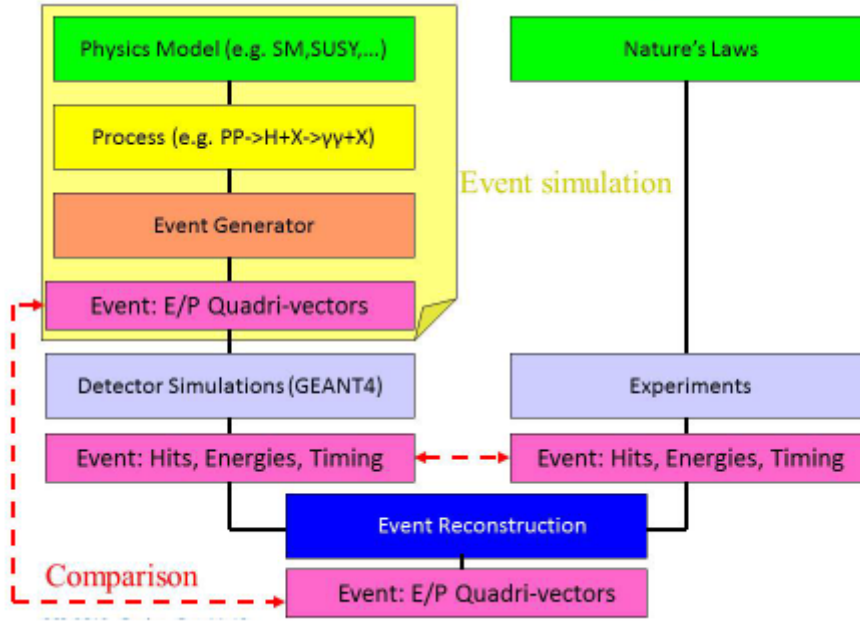 Physics Model (e.g. SM,SUSY,...)
Nature's Laws
Process (e.g. PP->H+X->γγ+X)
Event simulation
Event Generator
Event: E/P Quadri-vectors
Detector Simulations (GEANT4)
Experiments
Event: Hits, Energies, Timing
Event: Hits, Energies, Timing
Event Reconstruction
Comparison
Event: E/P Quadri-vectors